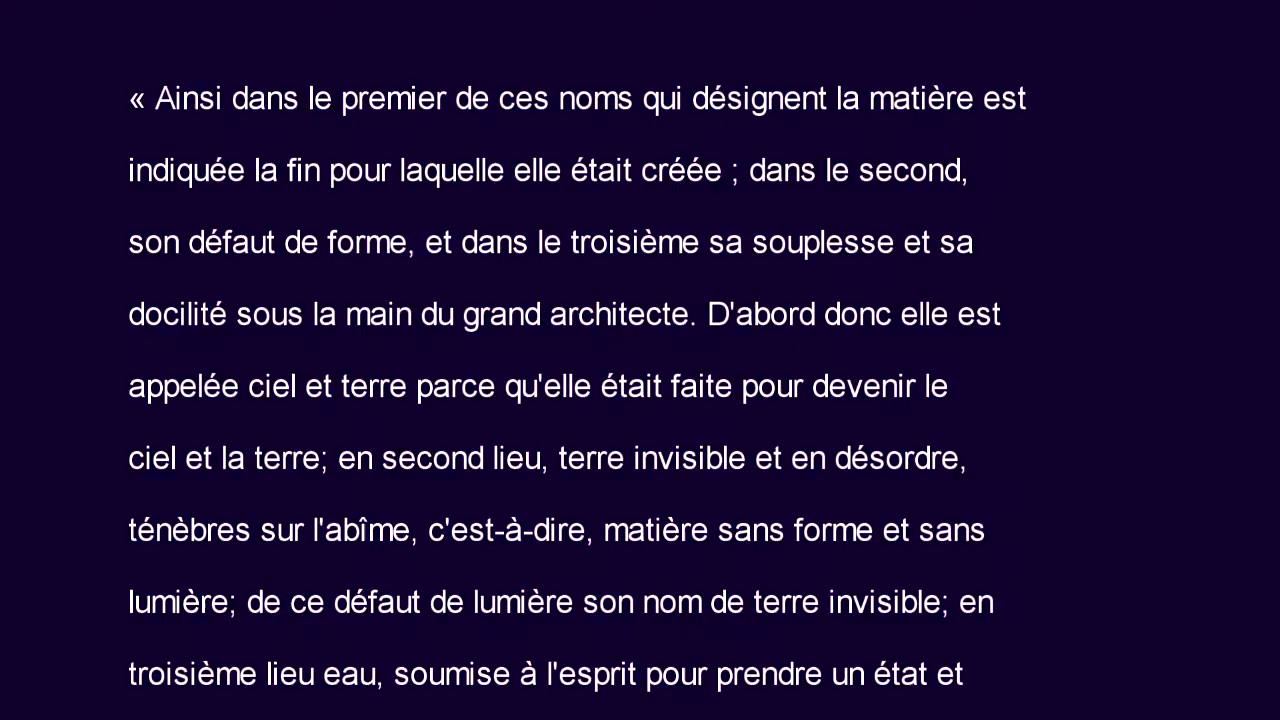 « Ainsi dans le premier de ces noms qui désignent la matière est
indiquée la fin pour laquelle elle était créée ; dans le second,
son défaut de forme, et dans le troisième sa souplesse et sa
docilité sous la main du grand architecte. D'abord donc elle est
appelée ciel et terre parce qu'elle était faite pour devenir le
ciel et la terre; en second lieu, terre invisible et en désordre,
ténèbres sur l'abîme, c'est-à-dire, matière sans forme et sans
lumière; de ce défaut de lumière son nom de terre invisible; en
troisième lieu eau, soumise à l'esprit pour prendre un état et